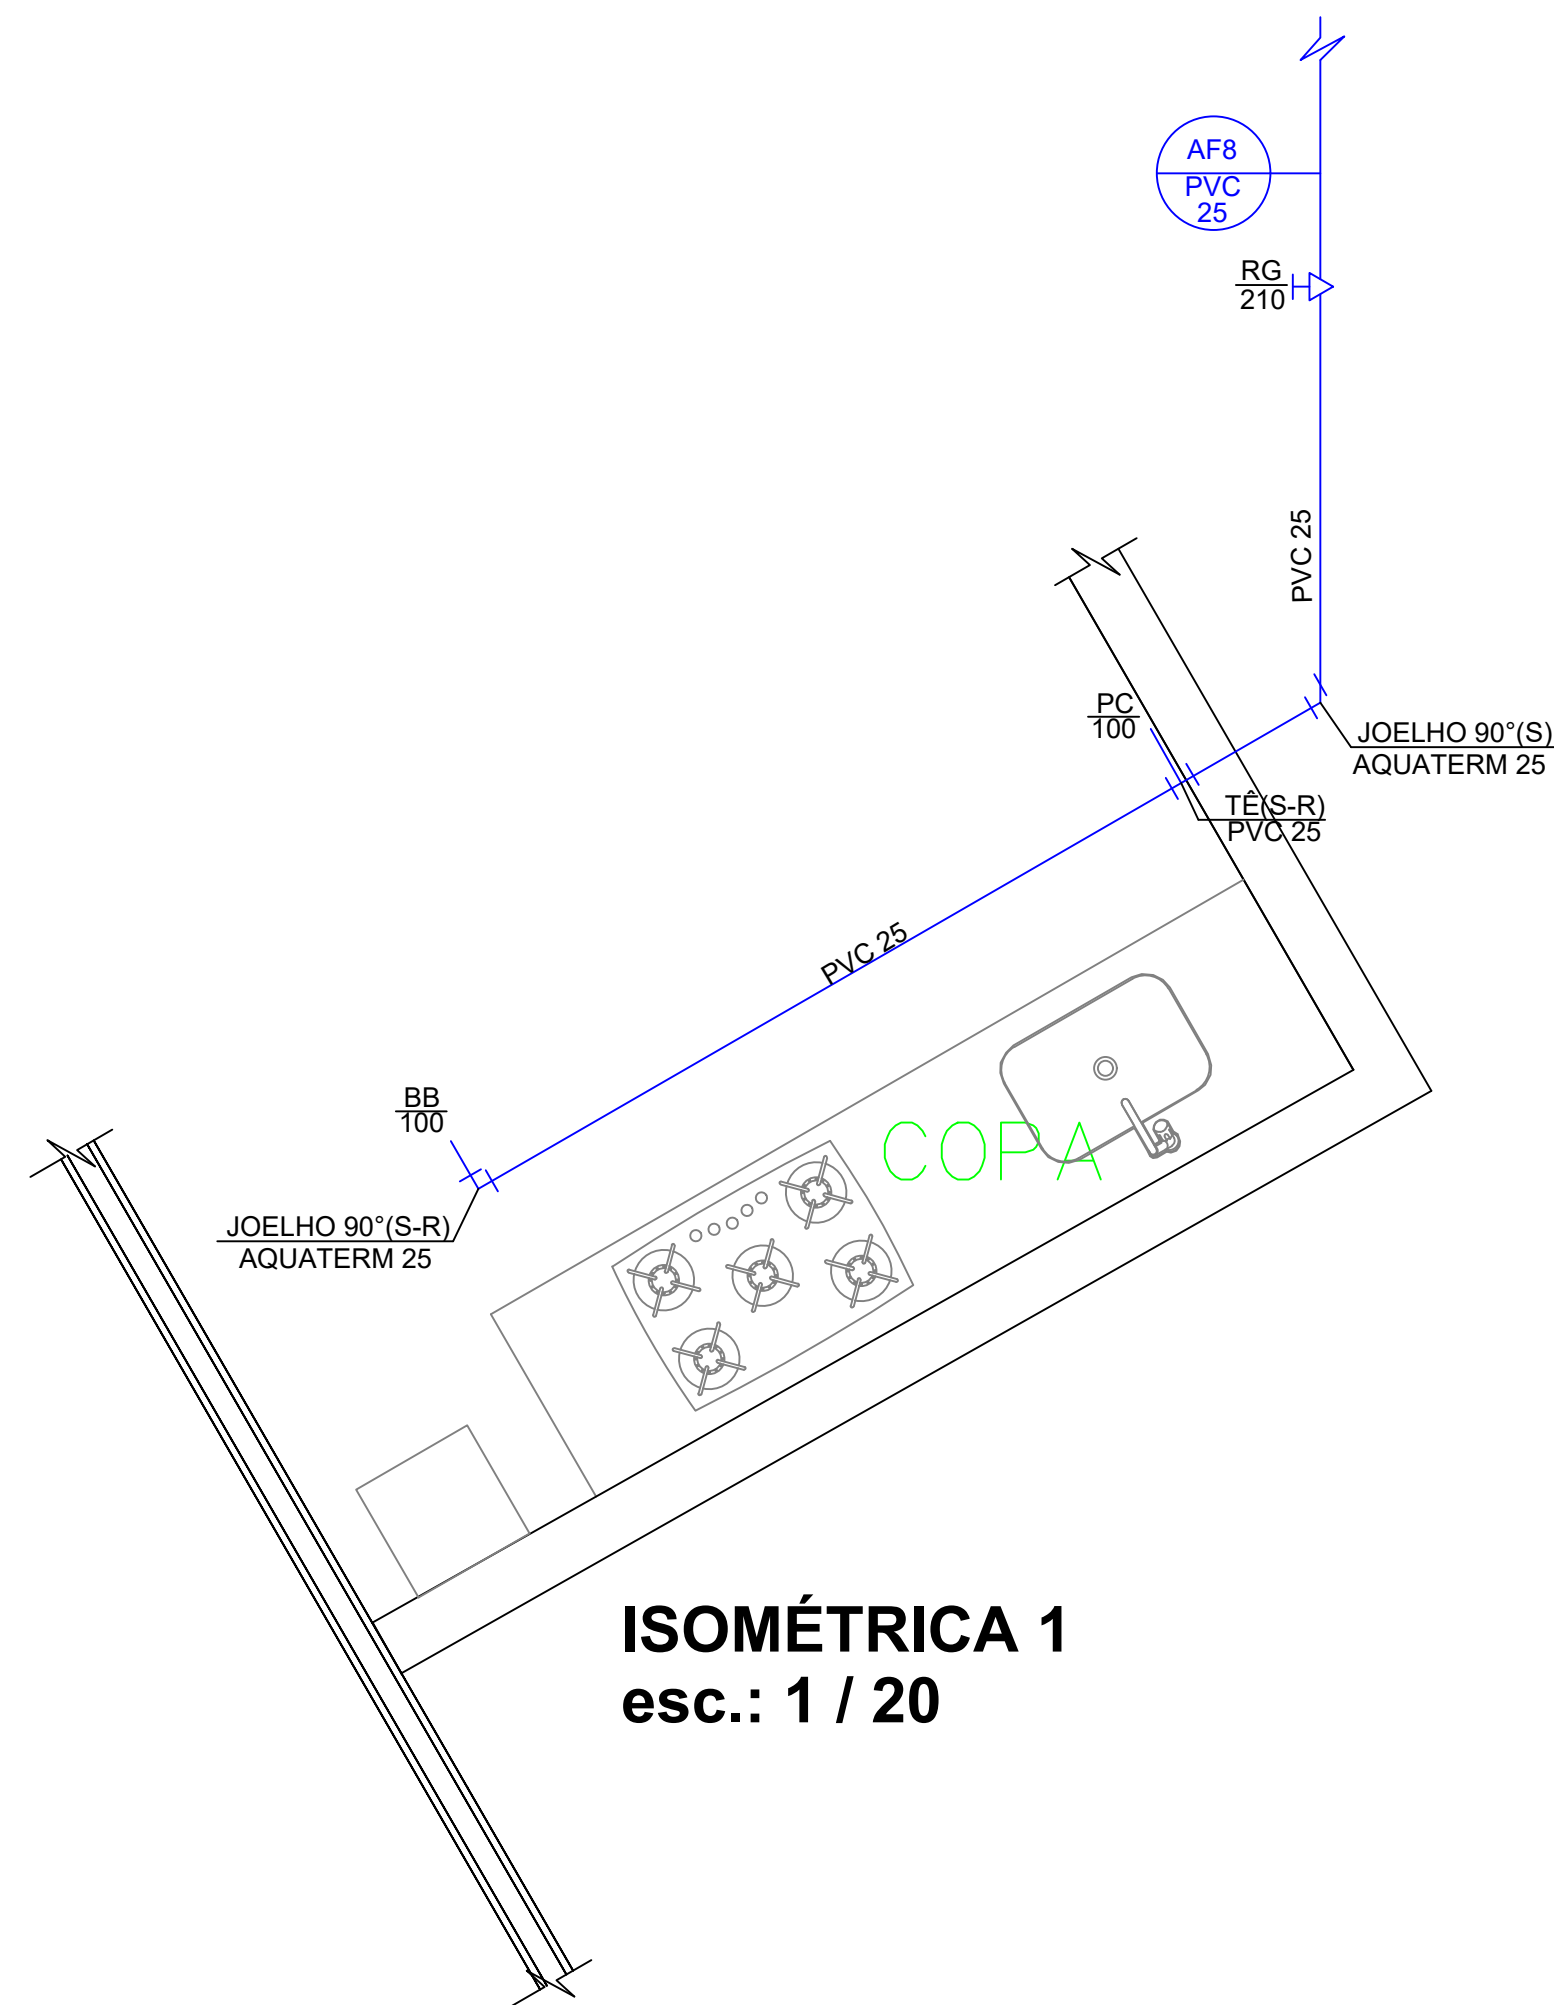 AF8
PVC
25
RG
210
PVC 25
PC
100
JOELHO 90°(S)
AQUATERM 25
TÊ(S-R)
PVC 25
PVC 25
BB
100
COPA
JOELHO 90°(S-R)
AQUATERM 25
ISOMÉTRICA 1
esc.: 1 / 20